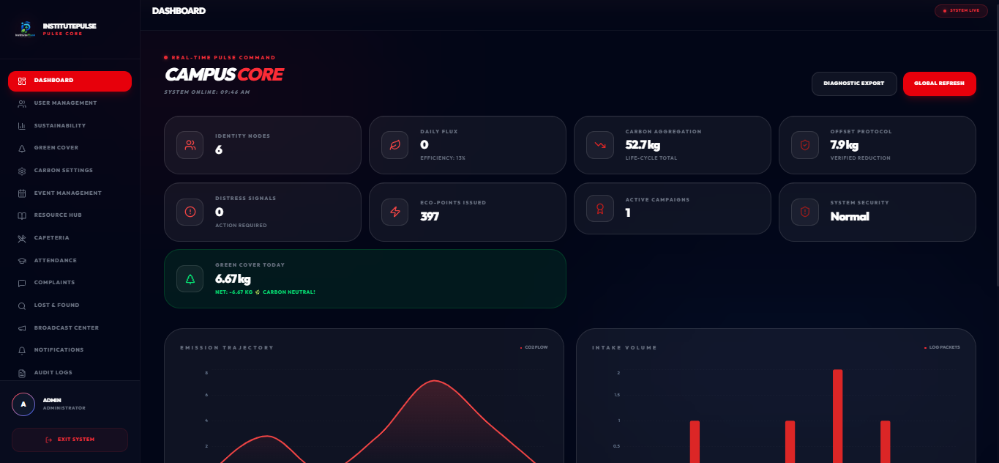 InstitutePulse
INSTITUTEPULSE
PULSE CORE
DASHBOARD
USER MANAGEMENT
SUSTAINABILITY
GREEN COVER
CARBON SETTINGS
EVENT MANAGEMENT
RESOURCE HUB
CAFETERIA
ATTENDANCE
COMPLAINTS
LOST & FOUND
BROADCAST CENTER
NOTIFICATIONS
AUDIT LOGS
A
ADMIN
ADMINISTRATOR
EXIT SYSTEM
DASHBOARD
SYSTEM LIVE
REAL-TIME PULSE COMMAND
CAMPUS CORE
SYSTEM ONLINE: 09:46 AM
DIAGNOSTIC EXPORT
GLOBAL REFRESH
IDENTITY NODES
6
DAILY FLUX
0
EFFICIENCY: 13%
CARBON AGGREGATION
52.7 kg
LIFE-CYCLE TOTAL
OFFSET PROTOCOL
7.9 kg
VERIFIED REDUCTION
DISTRESS SIGNALS
0
ACTION REQUIRED
ECO-POINTS ISSUED
397
ACTIVE CAMPAIGNS
1
SYSTEM SECURITY
Normal
GREEN COVER TODAY
6.67 kg
NET: -6.67 KG 🌿 CARBON NEUTRAL!
EMISSION TRAJECTORY
CO2 FLOW
8
6
4
2
INTAKE VOLUME
LOG PACKETS
2
1.5
1
0.5